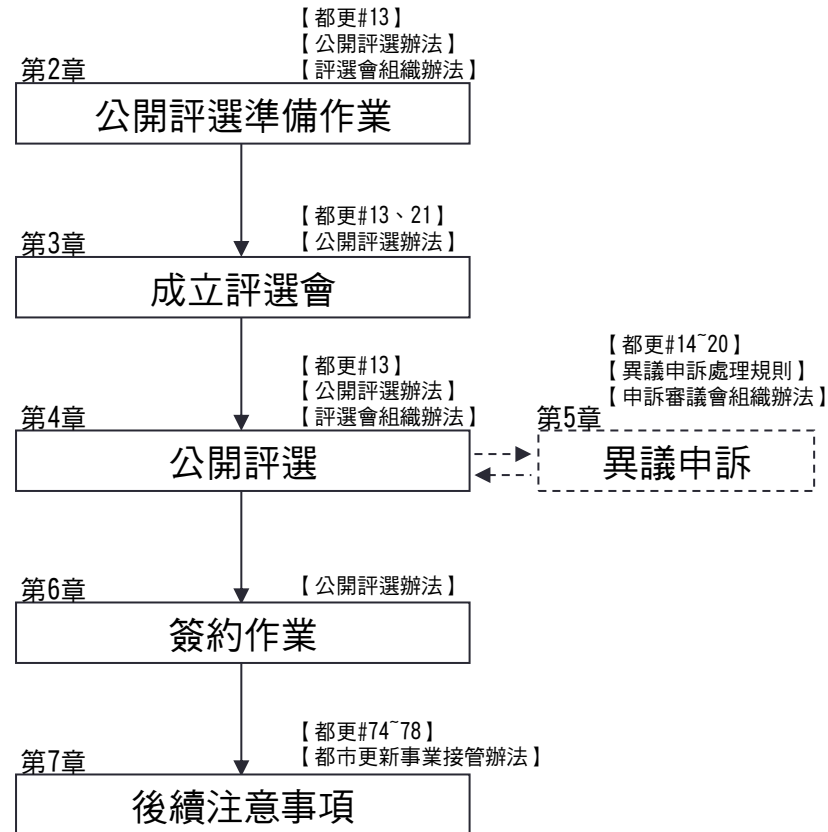 【都更#13】
【公開評選辦法】
【評選會組織辦法】
第2章
公開評選準備作業
【都更#13、21】
【公開評選辦法】
第3章
成立評選會
【都更#13】
【公開評選辦法】
【評選會組織辦法】
第4章
公開評選
【都更#14~20】
【異議申訴處理規則】
【申訴審議會組織辦法】
第5章
異議申訴
【公開評選辦法】
第6章
簽約作業
【都更#74~78】
【都市更新事業接管辦法】
第7章
後續注意事項